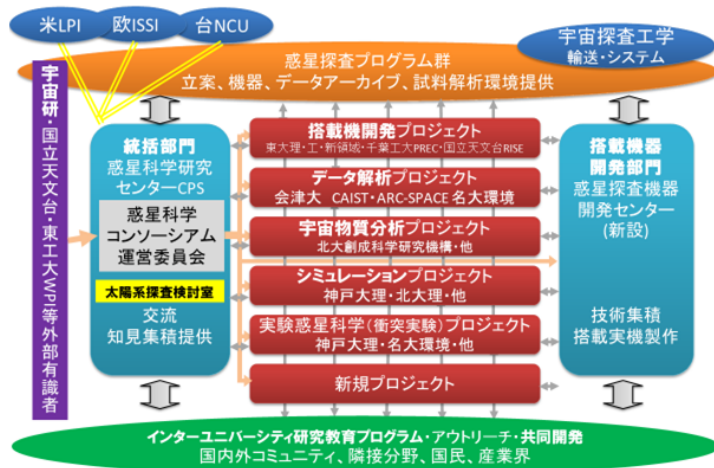 米LPI
欧ISSI
台NCU
宇宙探査工学
輸送・システム
惑星探査プログラム群
立案、機器、データアーカイブ、試料解析環境提供
宇宙研・国立天文台・東工大WPI等外部有識者
統括部門
惑星科学研究
センターCPS
惑星科学
コンソーシアム
運営委員会
太陽系探査検討室
交流
知見集積提供
搭載機開発プロジェクト
東大理・工・新領域・千葉工大PREC・国立天文台RISE
データ解析プロジェクト
会津大 CAIST・ARC-SPACE 名大環境
宇宙物質分析プロジェクト
北大創成科学研究機構・他
シミュレーションプロジェクト
神戸大理・北大理・他
実験惑星科学(衝突実験)プロジェクト
神戸大理・名大環境・他
新規プロジェクト
搭載機器
開発部門
惑星探査機器
開発センター
(新設)
技術集積
搭載実機製作
インターユニバーシティ研究教育プログラム・アウトリーチ・共同開発
国内外コミュニティ、隣接分野、国民、産業界